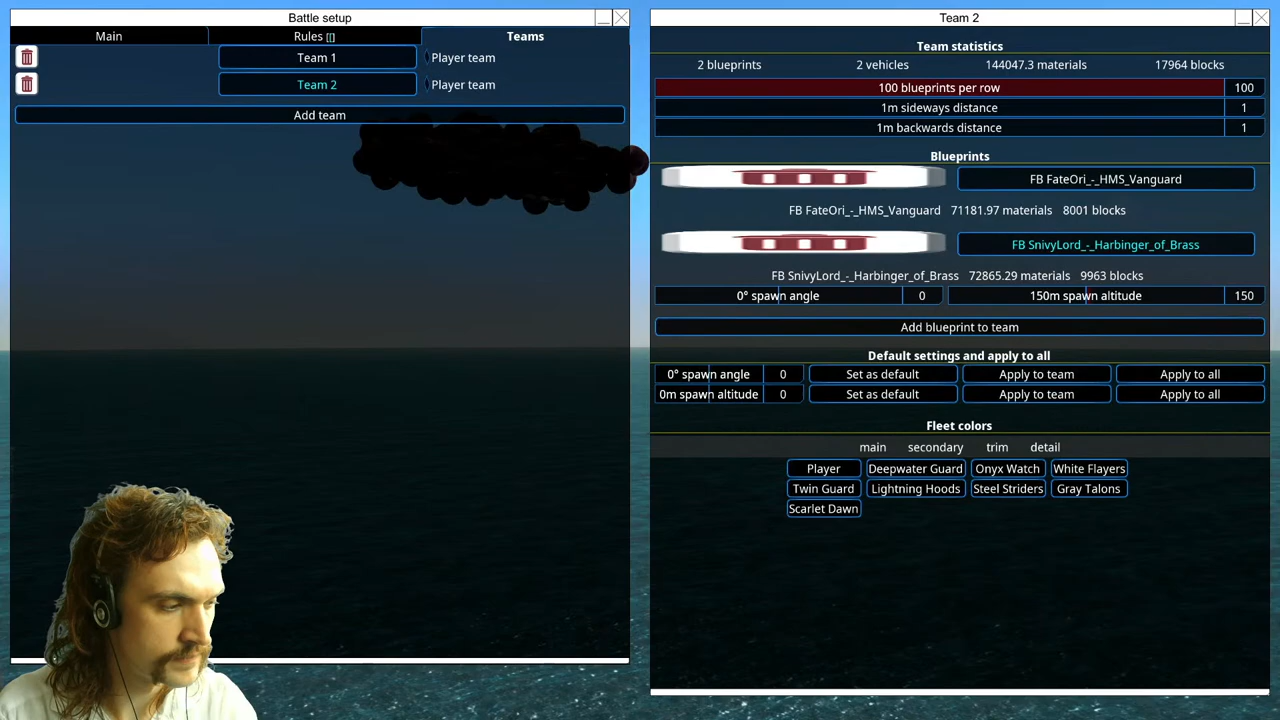 Battle setup
Main
Rules [[]
Teams
Team 1
Player team
Team 2
Player team
Add team
Team 2
Team statistics
2 blueprints
2 vehicles
144047.3 materials
17964 blocks
100 blueprints per row
100
1m sideways distance
1
1m backwards distance
1
Blueprints
FB FateOri_-_HMS_Vanguard
FB FateOri_-_HMS_Vanguard 71181.97 materials 8001 blocks
FB SnivyLord_-_Harbinger_of_Brass
FB SnivyLord_-_Harbinger_of_Brass 72865.29 materials 9963 blocks
0° spawn angle
0
150m spawn altitude
150
Add blueprint to team
Default settings and apply to all
0° spawn angle
0
Set as default
Apply to team
Apply to all
0m spawn altitude
0
Set as default
Apply to team
Apply to all
Fleet colors
main
secondary
trim
detail
Player
Deepwater Guard
Onyx Watch
White Flayers
Twin Guard
Lightning Hoods
Steel Striders
Gray Talons
Scarlet Dawn